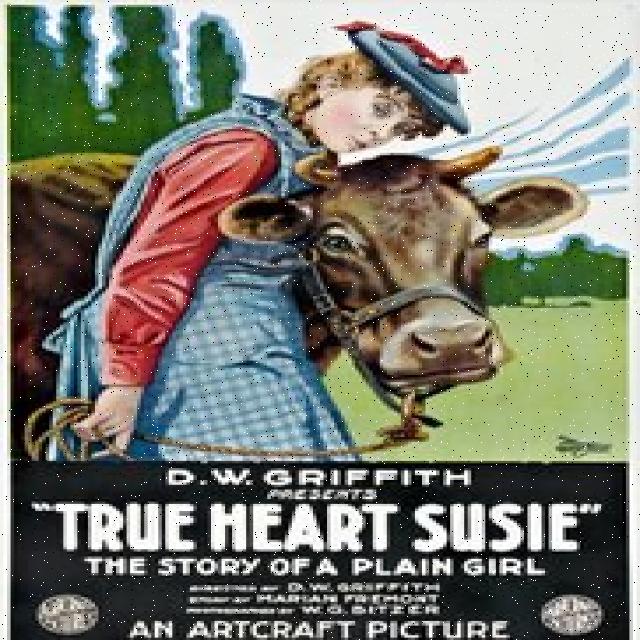 D.W. GRIFFITH
PRESENTS
"TRUE HEART SUSIE"
THE STORY OF A PLAIN GIRL
D.W. GRIFFITH
MARIAN FREMONT
W.G. BITZER
AN ARTCRAFT PICTURE